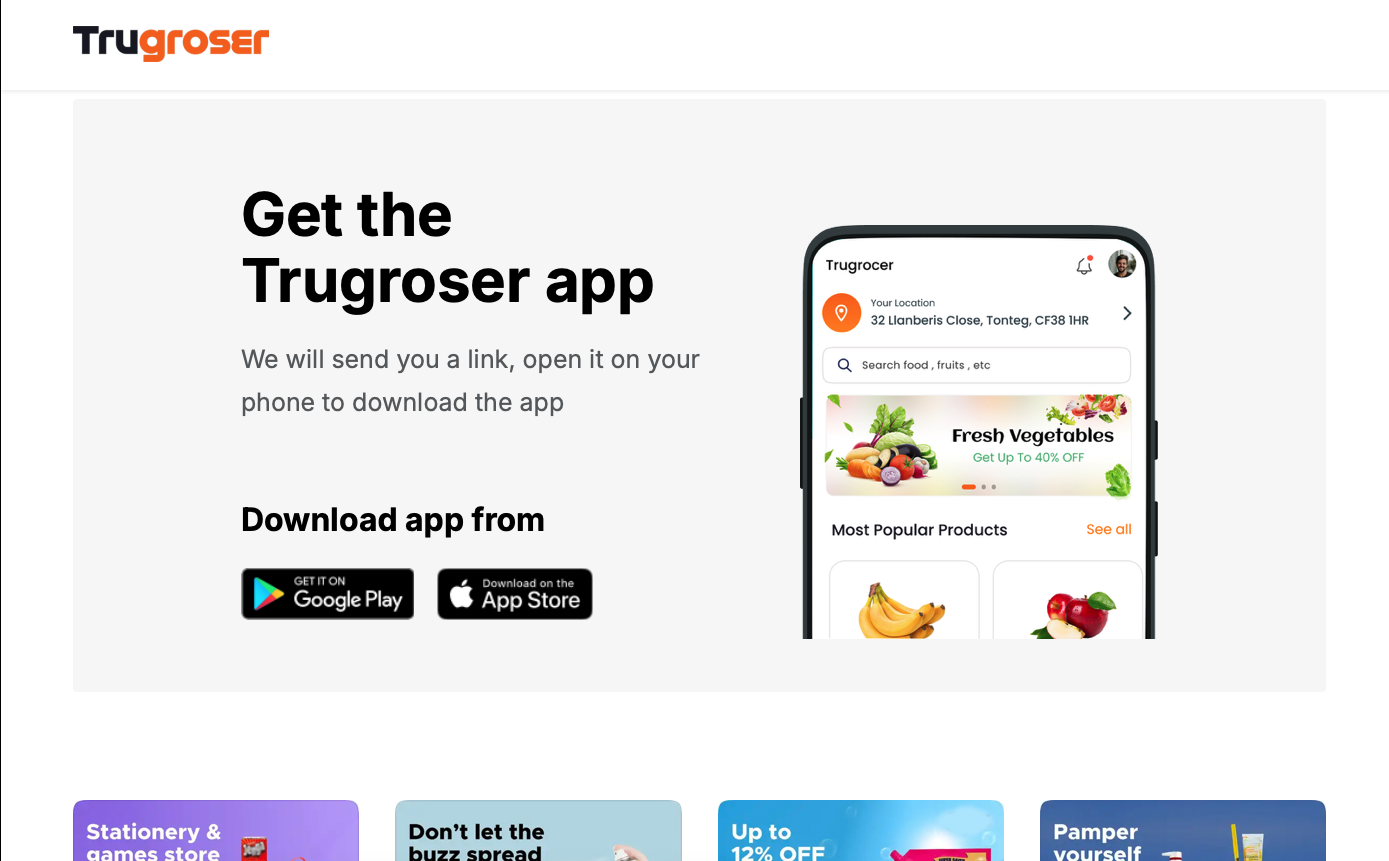 Trugroser
Get the
Trugroser app
We will send you a link, open it on your
phone to download the app
Download app from
GET IT ON
Google Play
Download on the
App Store
Trugrocer
Your Location
32 Llanberis Close, Tonteg, CF38 1HR
Search food , fruits , etc
Fresh Vegetables
Get Up To 40% OFF
Most Popular Products
See all
Stationery &
games store
Don’t let the
buzz spread
Up to
12% OFF
Pamper
yourself